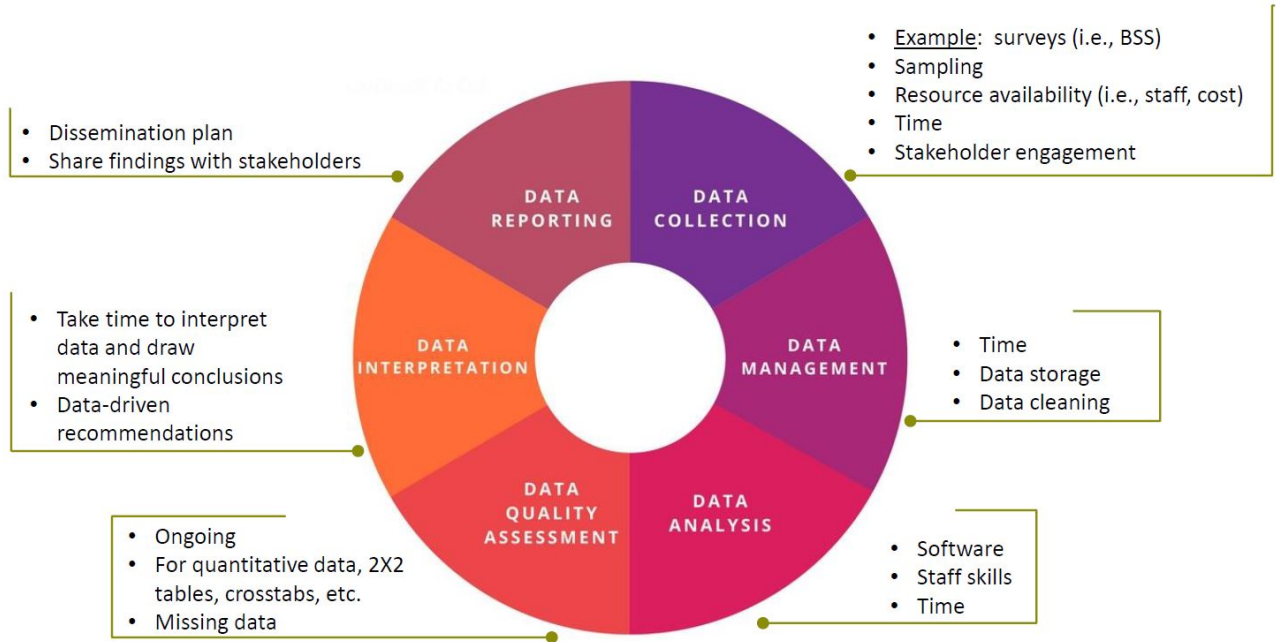 • Example: surveys (i.e., BSS)
• Sampling
• Resource availability (i.e., staff, cost)
• Time
• Stakeholder engagement
• Dissemination plan
• Share findings with stakeholders
DATA
REPORTING
DATA
COLLECTION
• Take time to interpret
data and draw
meaningful conclusions
• Data-driven
recommendations
DATA
INTERPRETATION
DATA
MANAGEMENT
• Time
• Data storage
• Data cleaning
DATA
QUALITY
ASSESSMENT
DATA
ANALYSIS
• Ongoing
• For quantitative data, 2X2
tables, crosstabs, etc.
• Missing data
• Software
• Staff skills
• Time